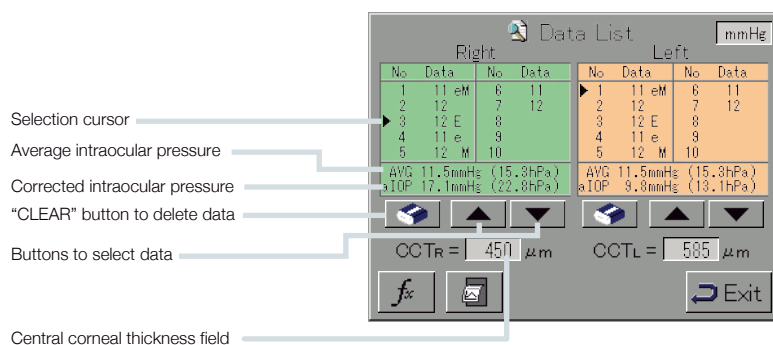 Data List
mmHg
Right
Left
No Data No Data
No Data No Data
1 11 eM 6 11
2 12 7 12
3 12 E 8
4 11 e 9
5 12 M 10
1 11 eM 6 11
2 12 7 12
3 12 E 8
4 11 e 9
5 12 M 10
AVG 11.5mmHg (15.3hPa)
aIOP 17.1mmHg (22.8hPa)
AVG 11.5mmHg (15.3hPa)
aIOP 9.8mmHg (13.1hPa)
CCTR = 450 μm
CCTL = 585 μm
fx
Exit
Selection cursor
Average intraocular pressure
Corrected intraocular pressure
“CLEAR” button to delete data
Buttons to select data
Central corneal thickness field